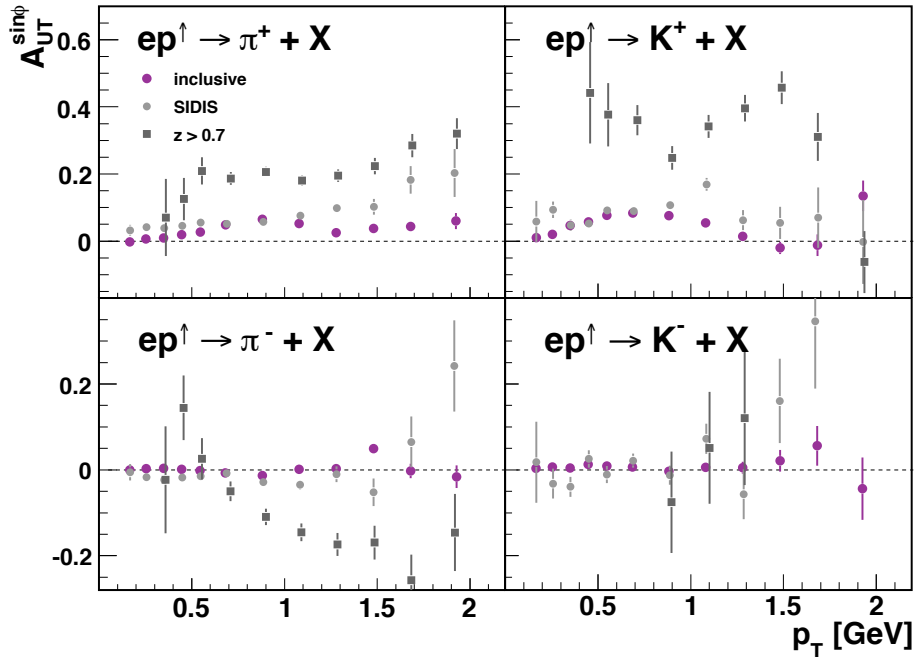 A_UT^sinϕ
ep↑ → π⁺ + X
ep↑ → K⁺ + X
inclusive
SIDIS
z > 0.7
0.6
0.4
0.2
0
ep↑ → π⁻ + X
ep↑ → K⁻ + X
0.2
0
-0.2
0.5 1 1.5 2 0.5 1 1.5 2
p_T [GeV]